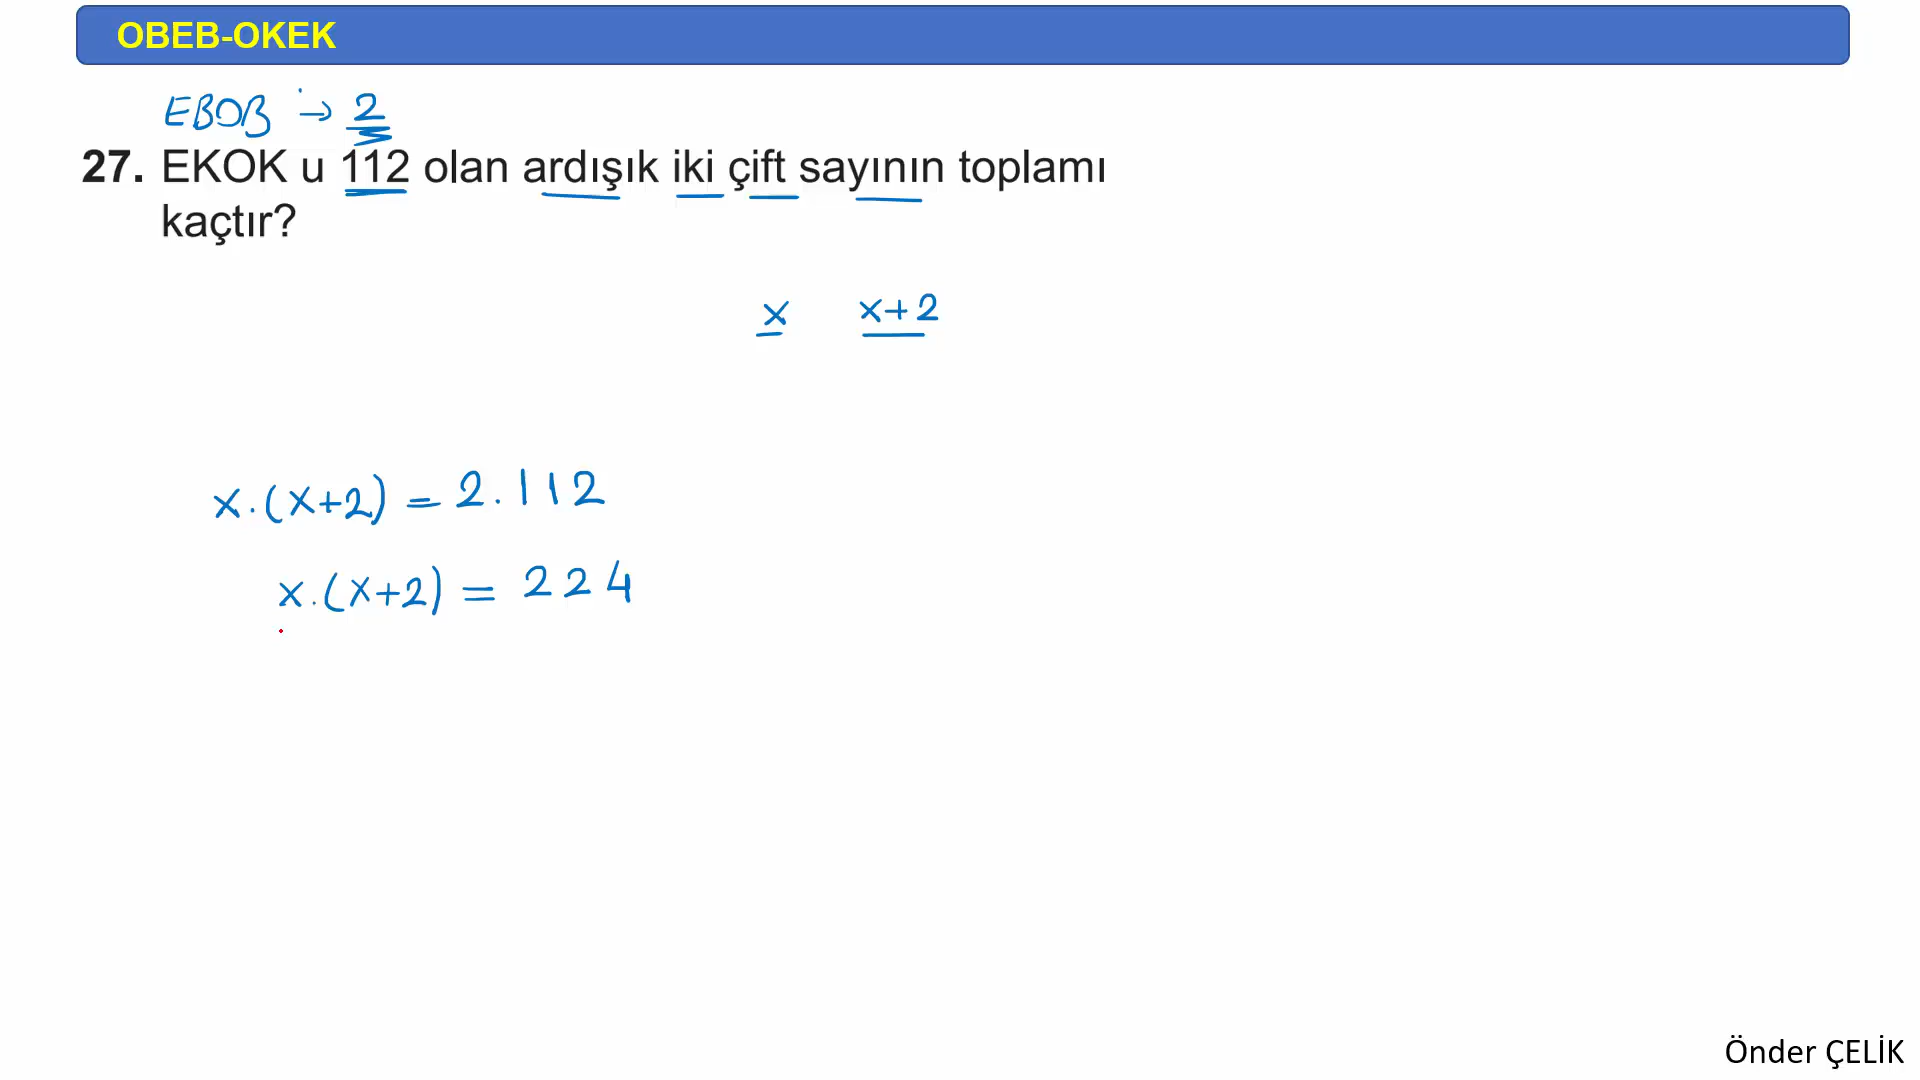 OBEB-OKEK
EBOB → 2
27. EKOK u 112 olan ardışık iki çift sayının toplamı
kaçtır?
x x+2
x.(x+2) = 2.112
x.(x+2) = 224
Önder ÇELİK